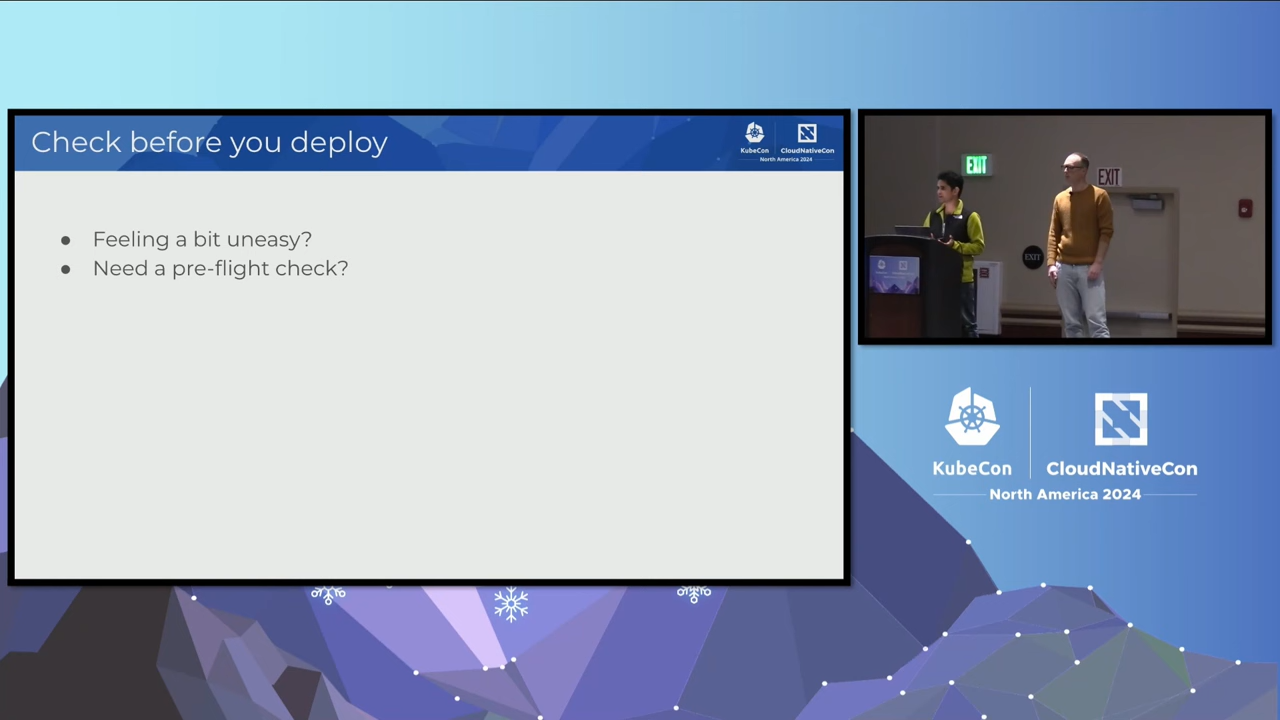 Check before you deploy
KubeCon
CloudNativeCon
North America 2024
● Feeling a bit uneasy?
● Need a pre-flight check?
EXIT
EXIT
EXIT
KubeCon
CloudNativeCon
North America 2024